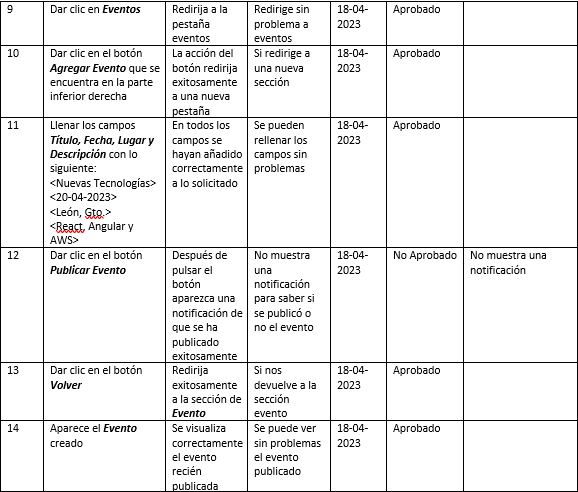 9
Dar clic en Eventos
Redirija a la
pestaña
eventos
Redirige sin
problema a
eventos
18-04-
2023
Aprobado
10
Dar clic en el botón
Agregar Evento que se
encuentra en la parte
inferior derecha
La acción del
botón redirija
exitosamente
a una nueva
pestaña
Si redirige a
una nueva
sección
18-04-
2023
Aprobado
11
Llenar los campos
Título, Fecha, Lugar y
Descripción con lo
siguiente:
<Nuevas Tecnologías>
<20-04-2023>
<León, Gto.>
<React, Angular y
AWS>
En todos los
campos se
hayan añadido
correctamente
a lo solicitado
Se pueden
rellenar los
campos sin
problemas
18-04-
2023
Aprobado
12
Dar clic en el botón
Publicar Evento
Después de
pulsar el
botón
aparezca una
notificación de
que se ha
publicado
exitosamente
No muestra
una
notificación
para saber si
se publicó o
no el evento
18-04-
2023
No Aprobado
No muestra una
notificación
13
Dar clic en el botón
Volver
Redirija
exitosamente
a la sección de
Evento
Si nos
devuelve a la
sección
evento
18-04-
2023
Aprobado
14
Aparece el Evento
creado
Se visualiza
correctamente
el evento
recién
publicada
Se puede ver
sin problemas
el evento
publicado
18-04-
2023
Aprobado